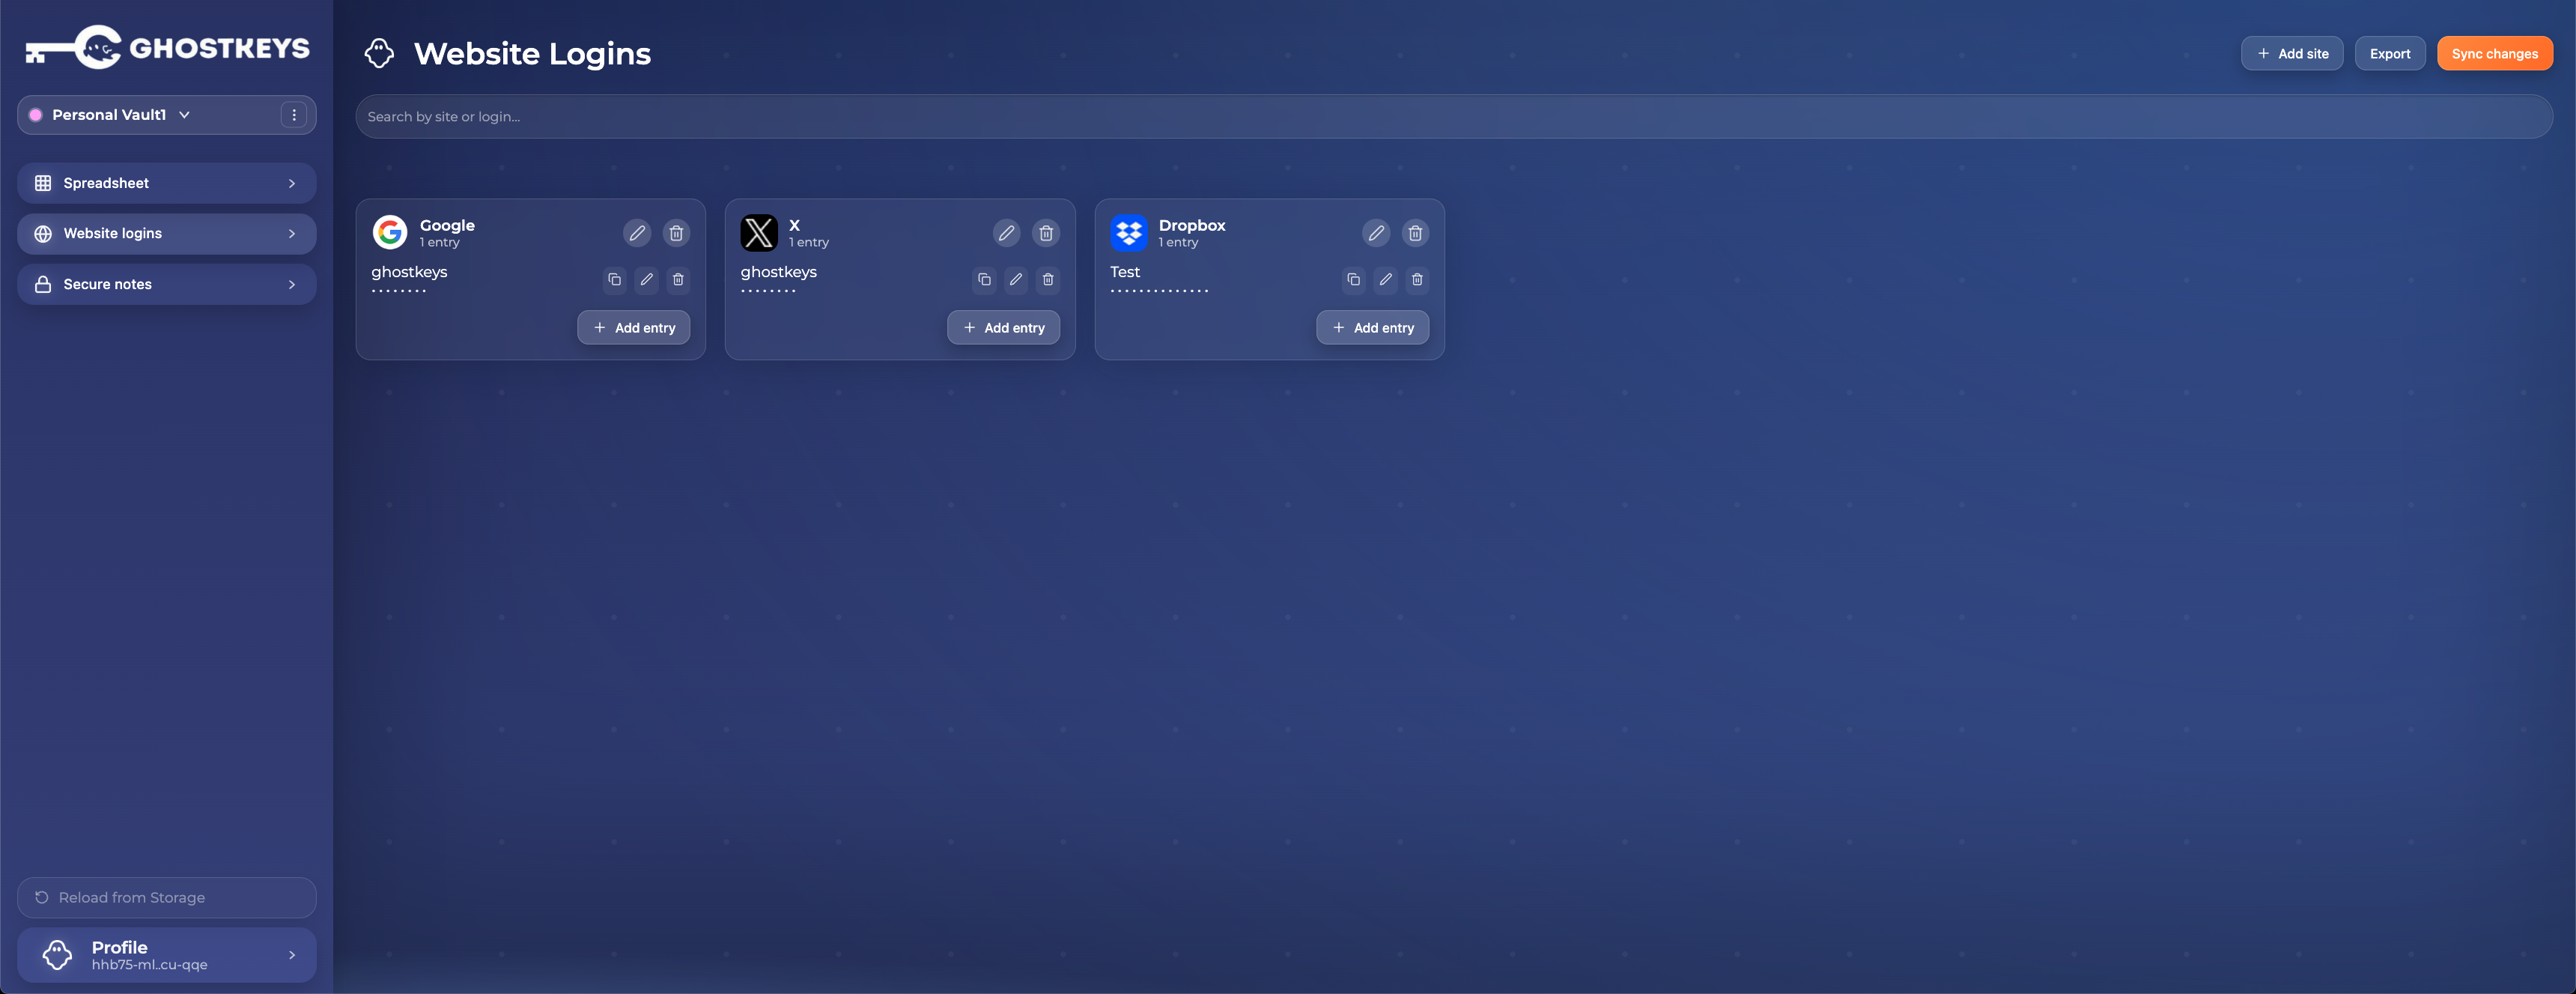 GHOSTKEYS
Personal Vault1
Spreadsheet
Website logins
Secure notes
Reload from Storage
Profile
hhb75-ml..cu-qqe
Website Logins
Add site
Export
Sync changes
Search by site or login...
Google
1 entry
ghostkeys
••••••••
Add entry
X
1 entry
ghostkeys
••••••••
Add entry
Dropbox
1 entry
Test
••••••••••••••
Add entry